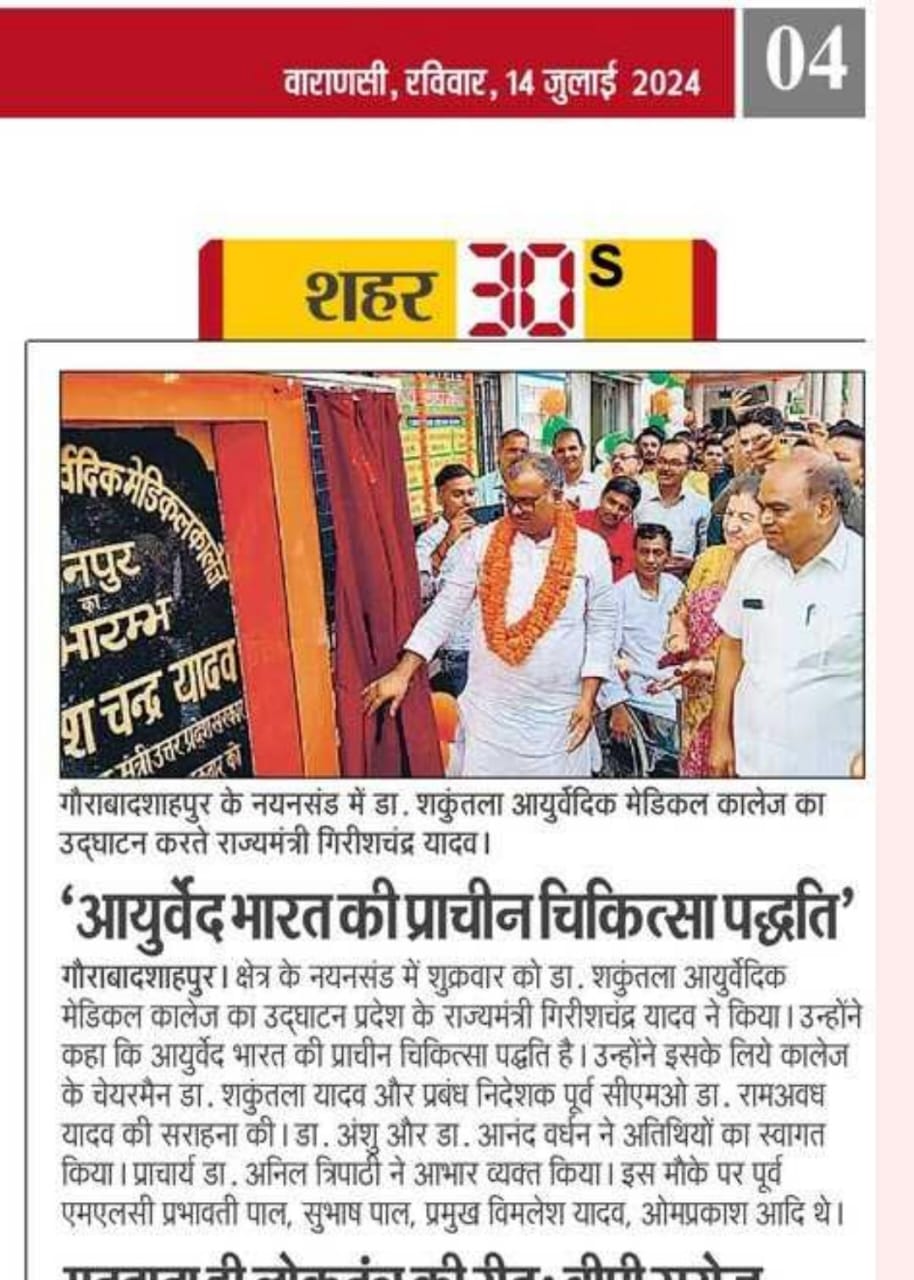 वाराणसी, रविवार, 14 जुलाई 2024
04
शहर 30 S
र्वेदिक मेडिकल कालेज
नपुर
का
भारम्भ
श चन्द्र यादव
मंत्री उत्तर प्रदेश सरकार
को
गौराबादशाहपुर के नयनसंड में डा. शकुंतला आयुर्वेदिक मेडिकल कालेज का
उद्घाटन करते राज्यमंत्री गिरीशचंद्र यादव।
‘आयुर्वेद भारत की प्राचीन चिकित्सा पद्धति’
गौराबादशाहपुर। क्षेत्र के नयनसंड में शुक्रवार को डा. शकुंतला आयुर्वेदिक
मेडिकल कालेज का उद्घाटन प्रदेश के राज्यमंत्री गिरीशचंद्र यादव ने किया। उन्होंने
कहा कि आयुर्वेद भारत की प्राचीन चिकित्सा पद्धति है। उन्होंने इसके लिये कालेज
के चेयरमैन डा. शकुंतला यादव और प्रबंध निदेशक पूर्व सीएमओ डा. रामअवध
यादव की सराहना की। डा. अंशु और डा. आनंद वर्धन ने अतिथियों का स्वागत
किया। प्राचार्य डा. अनिल त्रिपाठी ने आभार व्यक्त किया। इस मौके पर पूर्व
एमएलसी प्रभावती पाल, सुभाष पाल, प्रमुख विमलेश यादव, ओमप्रकाश आदि थे।